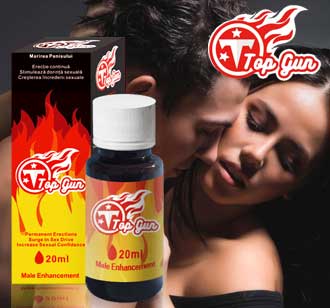 Top Gun
Marirea Penisului
Erecție continuă
Stimulează dorința sexuală
Creșterea încrederii sexuale
Top Gun
Permanent Erections
Surge in Sex Drive
Increase Sexual Confidence
20ml
Male Enhancement
Top Gun
20ml
Male Enhancement